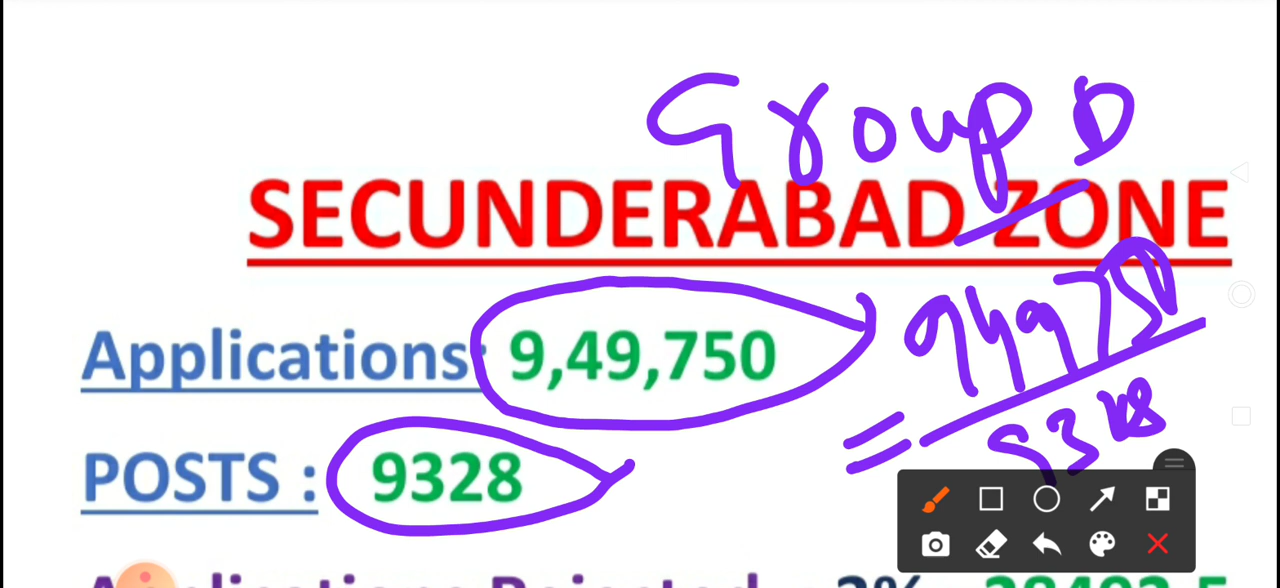 Group D
SECUNDERABAD ZONE
Applications: 9,49,750
949750
POSTS : 9328
= 9328